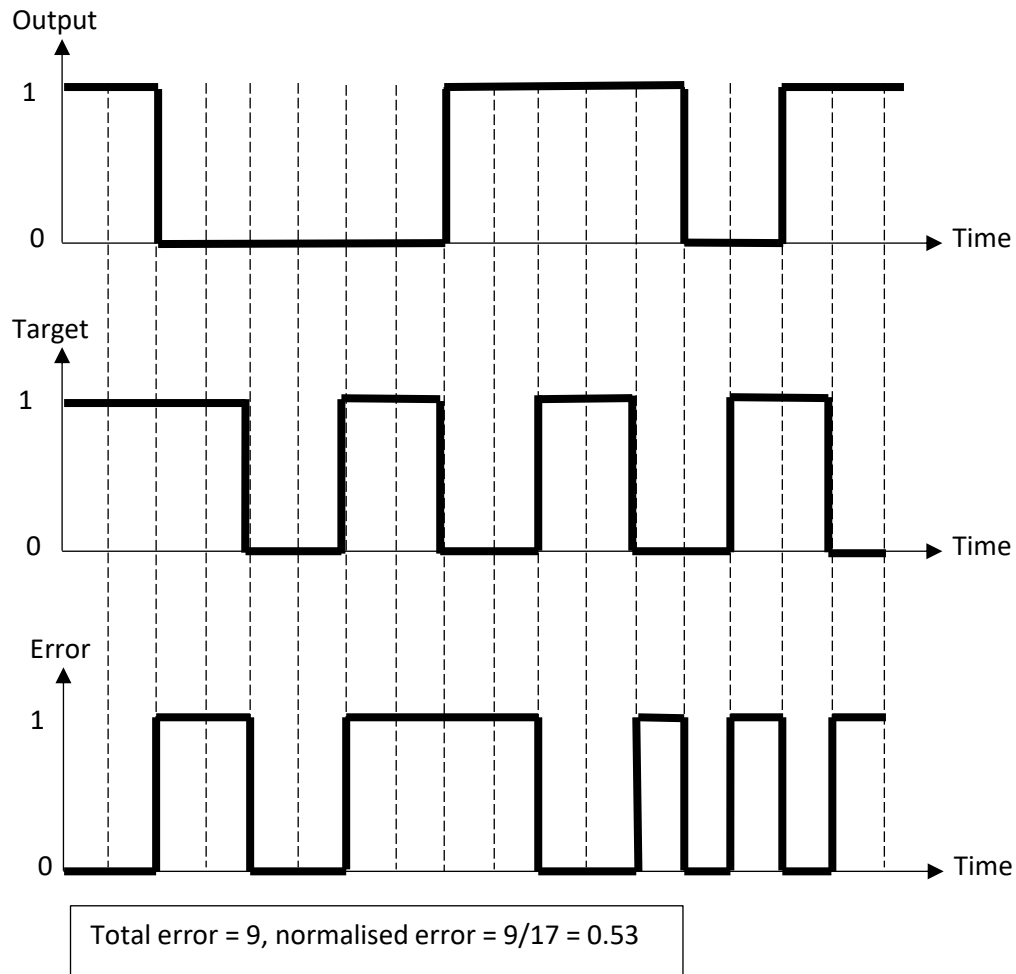 Output
1
0
Time
Target
1
0
Time
Error
1
0
Time
Total error = 9, normalised error = 9/17 = 0.53